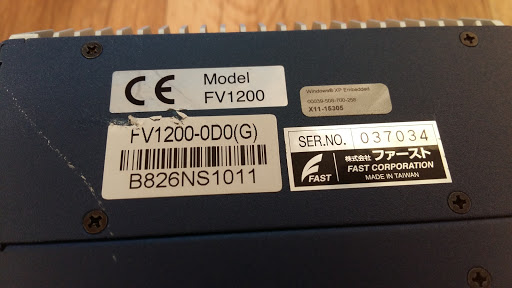 CE Model
FV1200
Windows® XP Embedded
X11-15305
FV1200-0D0(G)
B826NS1011
SER.NO. 037034
FAST
株式会社 ファースト
FAST CORPORATION
MADE IN TAIWAN